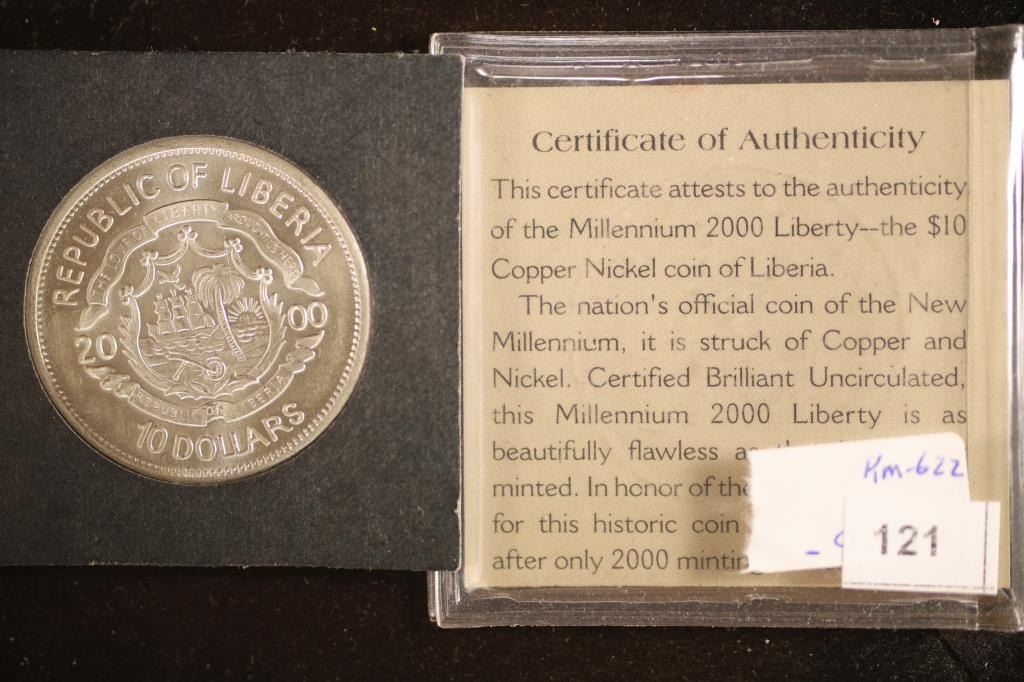 REPUBLIC OF LIBERIA
THE LOVE OF LIBERTY BROUGHT US HERE
20 00
REPUBLIC OF LIBERIA
10 DOLLARS
Certificate of Authenticity
This certificate attests to the authenticity
of the Millennium 2000 Liberty--the $10
Copper Nickel coin of Liberia.
The nation's official coin of the New
Millennium, it is struck of Copper and
Nickel. Certified Brilliant Uncirculated,
this Millennium 2000 Liberty is as
beautifully flawless
minted. In honor of the
for this historic coin
after only 2000
Km-622
121